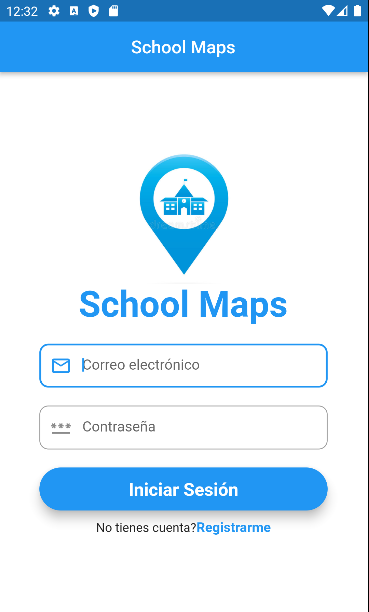 12:32
School Maps
School Maps
Correo electrónico
Contraseña
Iniciar Sesión
No tienes cuenta?Registrarme